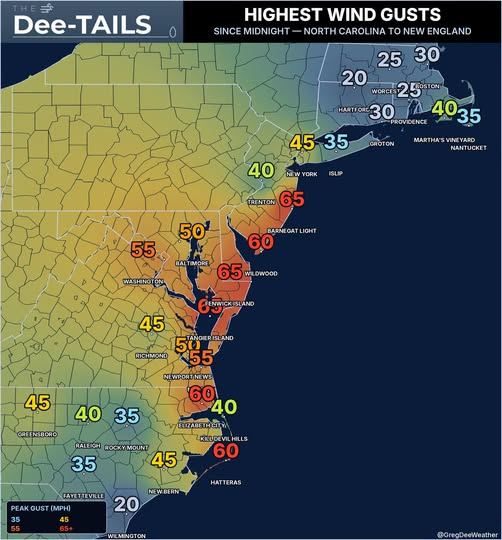 THE
Dee-TAILS
HIGHEST WIND GUSTS
SINCE MIDNIGHT — NORTH CAROLINA TO NEW ENGLAND
25 30
20
WORCEST 25 BOSTON
HARTFORD 30 40 35
PROVIDENCE
MARTHA'S VINEYARD
NANTUCKET
45 35 GROTON
40 NEW YORK ISLIP
TRENTON 65
BARNEGAT LIGHT
50 60
55
BALTIMORE
65 WILDWOOD
WASHINGTON
65 FENWICK ISLAND
45
TANGIER ISLAND
50
RICHMOND 55
NEWPORT NEWS
60
45 40 35 40
ELIZABETH CITY
GREENSBORO
KILL DEVIL HILLS
RALEIGH ROCKY MOUNT
60
35 45
HATTERAS
FAYETTEVILLE NEW BERN
20
PEAK GUST (MPH)
35 45
55 65+
WILMINGTON
@GregDeeWeather